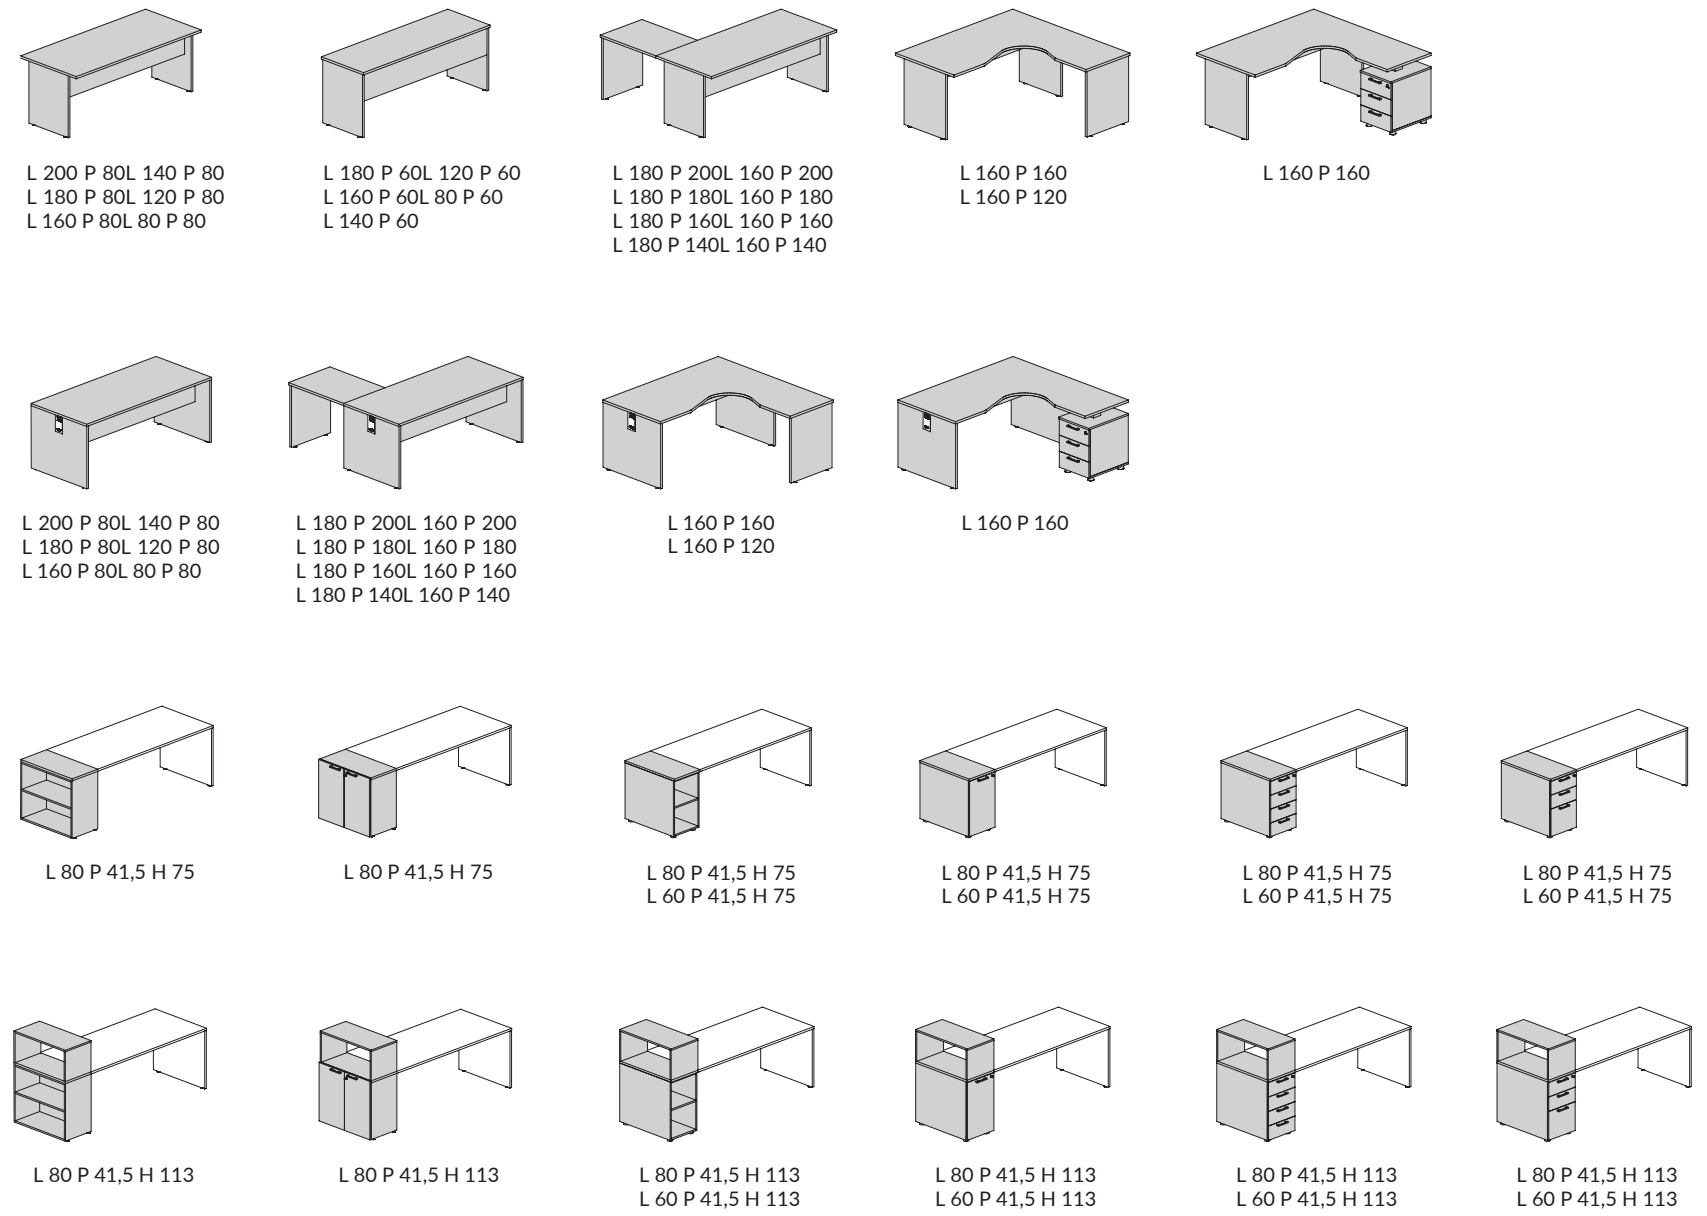 L 200 P 80L 140 P 80
L 180 P 80L 120 P 80
L 160 P 80L 80 P 80
L 180 P 60L 120 P 60
L 160 P 60L 80 P 60
L 140 P 60
L 180 P 200L 160 P 200
L 180 P 180L 160 P 180
L 180 P 160L 160 P 160
L 180 P 140L 160 P 140
L 160 P 160
L 160 P 120
L 160 P 160
L 200 P 80L 140 P 80
L 180 P 80L 120 P 80
L 160 P 80L 80 P 80
L 180 P 200L 160 P 200
L 180 P 180L 160 P 180
L 180 P 160L 160 P 160
L 180 P 140L 160 P 140
L 160 P 160
L 160 P 120
L 160 P 160
L 80 P 41,5 H 75
L 80 P 41,5 H 75
L 80 P 41,5 H 75
L 60 P 41,5 H 75
L 80 P 41,5 H 75
L 60 P 41,5 H 75
L 80 P 41,5 H 75
L 60 P 41,5 H 75
L 80 P 41,5 H 75
L 60 P 41,5 H 75
L 80 P 41,5 H 113
L 80 P 41,5 H 113
L 80 P 41,5 H 113
L 60 P 41,5 H 113
L 80 P 41,5 H 113
L 60 P 41,5 H 113
L 80 P 41,5 H 113
L 60 P 41,5 H 113
L 80 P 41,5 H 113
L 60 P 41,5 H 113